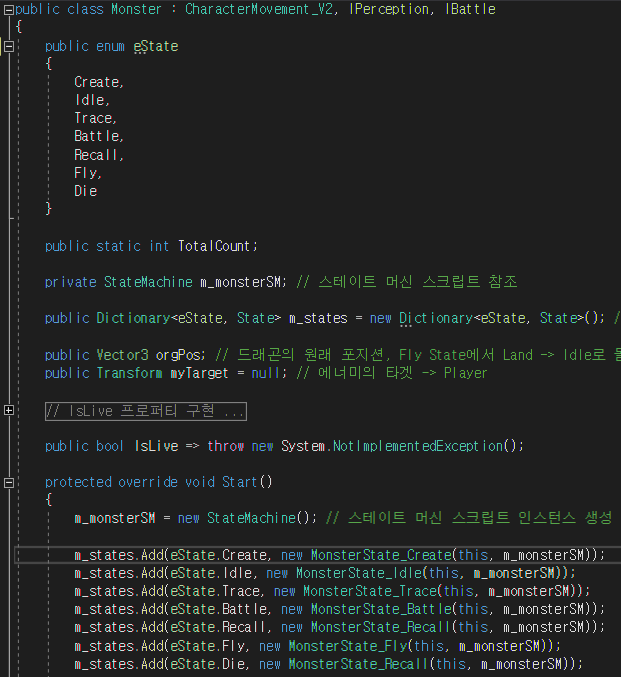 public class Monster : CharacterMovement_V2, IPerception, IBattle
{
public enum eState
{
Create,
Idle,
Trace,
Battle,
Recall,
Fly,
Die
}
public static int TotalCount;
private StateMachine m_monsterSM; // 스테이트 머신 스크립트 참조
public Dictionary<eState, State> m_states = new Dictionary<eState, State>(); /
public Vector3 orgPos; // 드래곤의 원래 포지션, Fly State에서 Land -> Idle로
public Transform myTarget = null; // 에너미의 타겟 -> Player
// IsLive 프로퍼티 구현 ...
public bool IsLive => throw new System.NotImplementedException();
protected override void Start()
{
m_monsterSM = new StateMachine(); // 스테이트 머신 스크립트 인스턴스 생성
m_states.Add(eState.Create, new MonsterState_Create(this, m_monsterSM));
m_states.Add(eState.Idle, new MonsterState_Idle(this, m_monsterSM));
m_states.Add(eState.Trace, new MonsterState_Trace(this, m_monsterSM));
m_states.Add(eState.Battle, new MonsterState_Battle(this, m_monsterSM));
m_states.Add(eState.Recall, new MonsterState_Recall(this, m_monsterSM));
m_states.Add(eState.Fly, new MonsterState_Fly(this, m_monsterSM));
m_states.Add(eState.Die, new MonsterState_Recall(this, m_monsterSM));